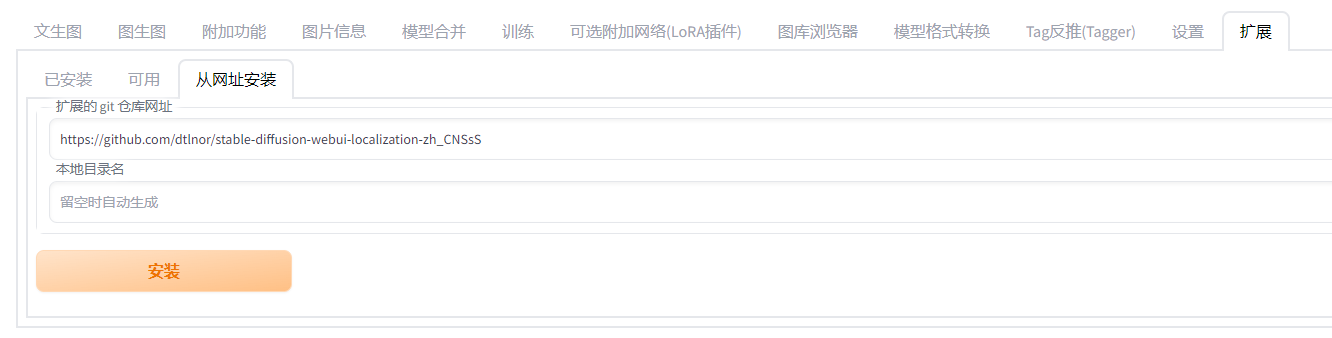 文生图 图生图 附加功能 图片信息 模型合并 训练 可选附加网络(LoRA插件) 图库浏览器 模型格式转换 Tag反推(Tagger) 设置 扩展
已安装 可用 从网址安装
扩展的 git 仓库网址
https://github.com/dtlnor/stable-diffusion-webui-localization-zh_CNSsS
本地目录名
留空时自动生成
安装